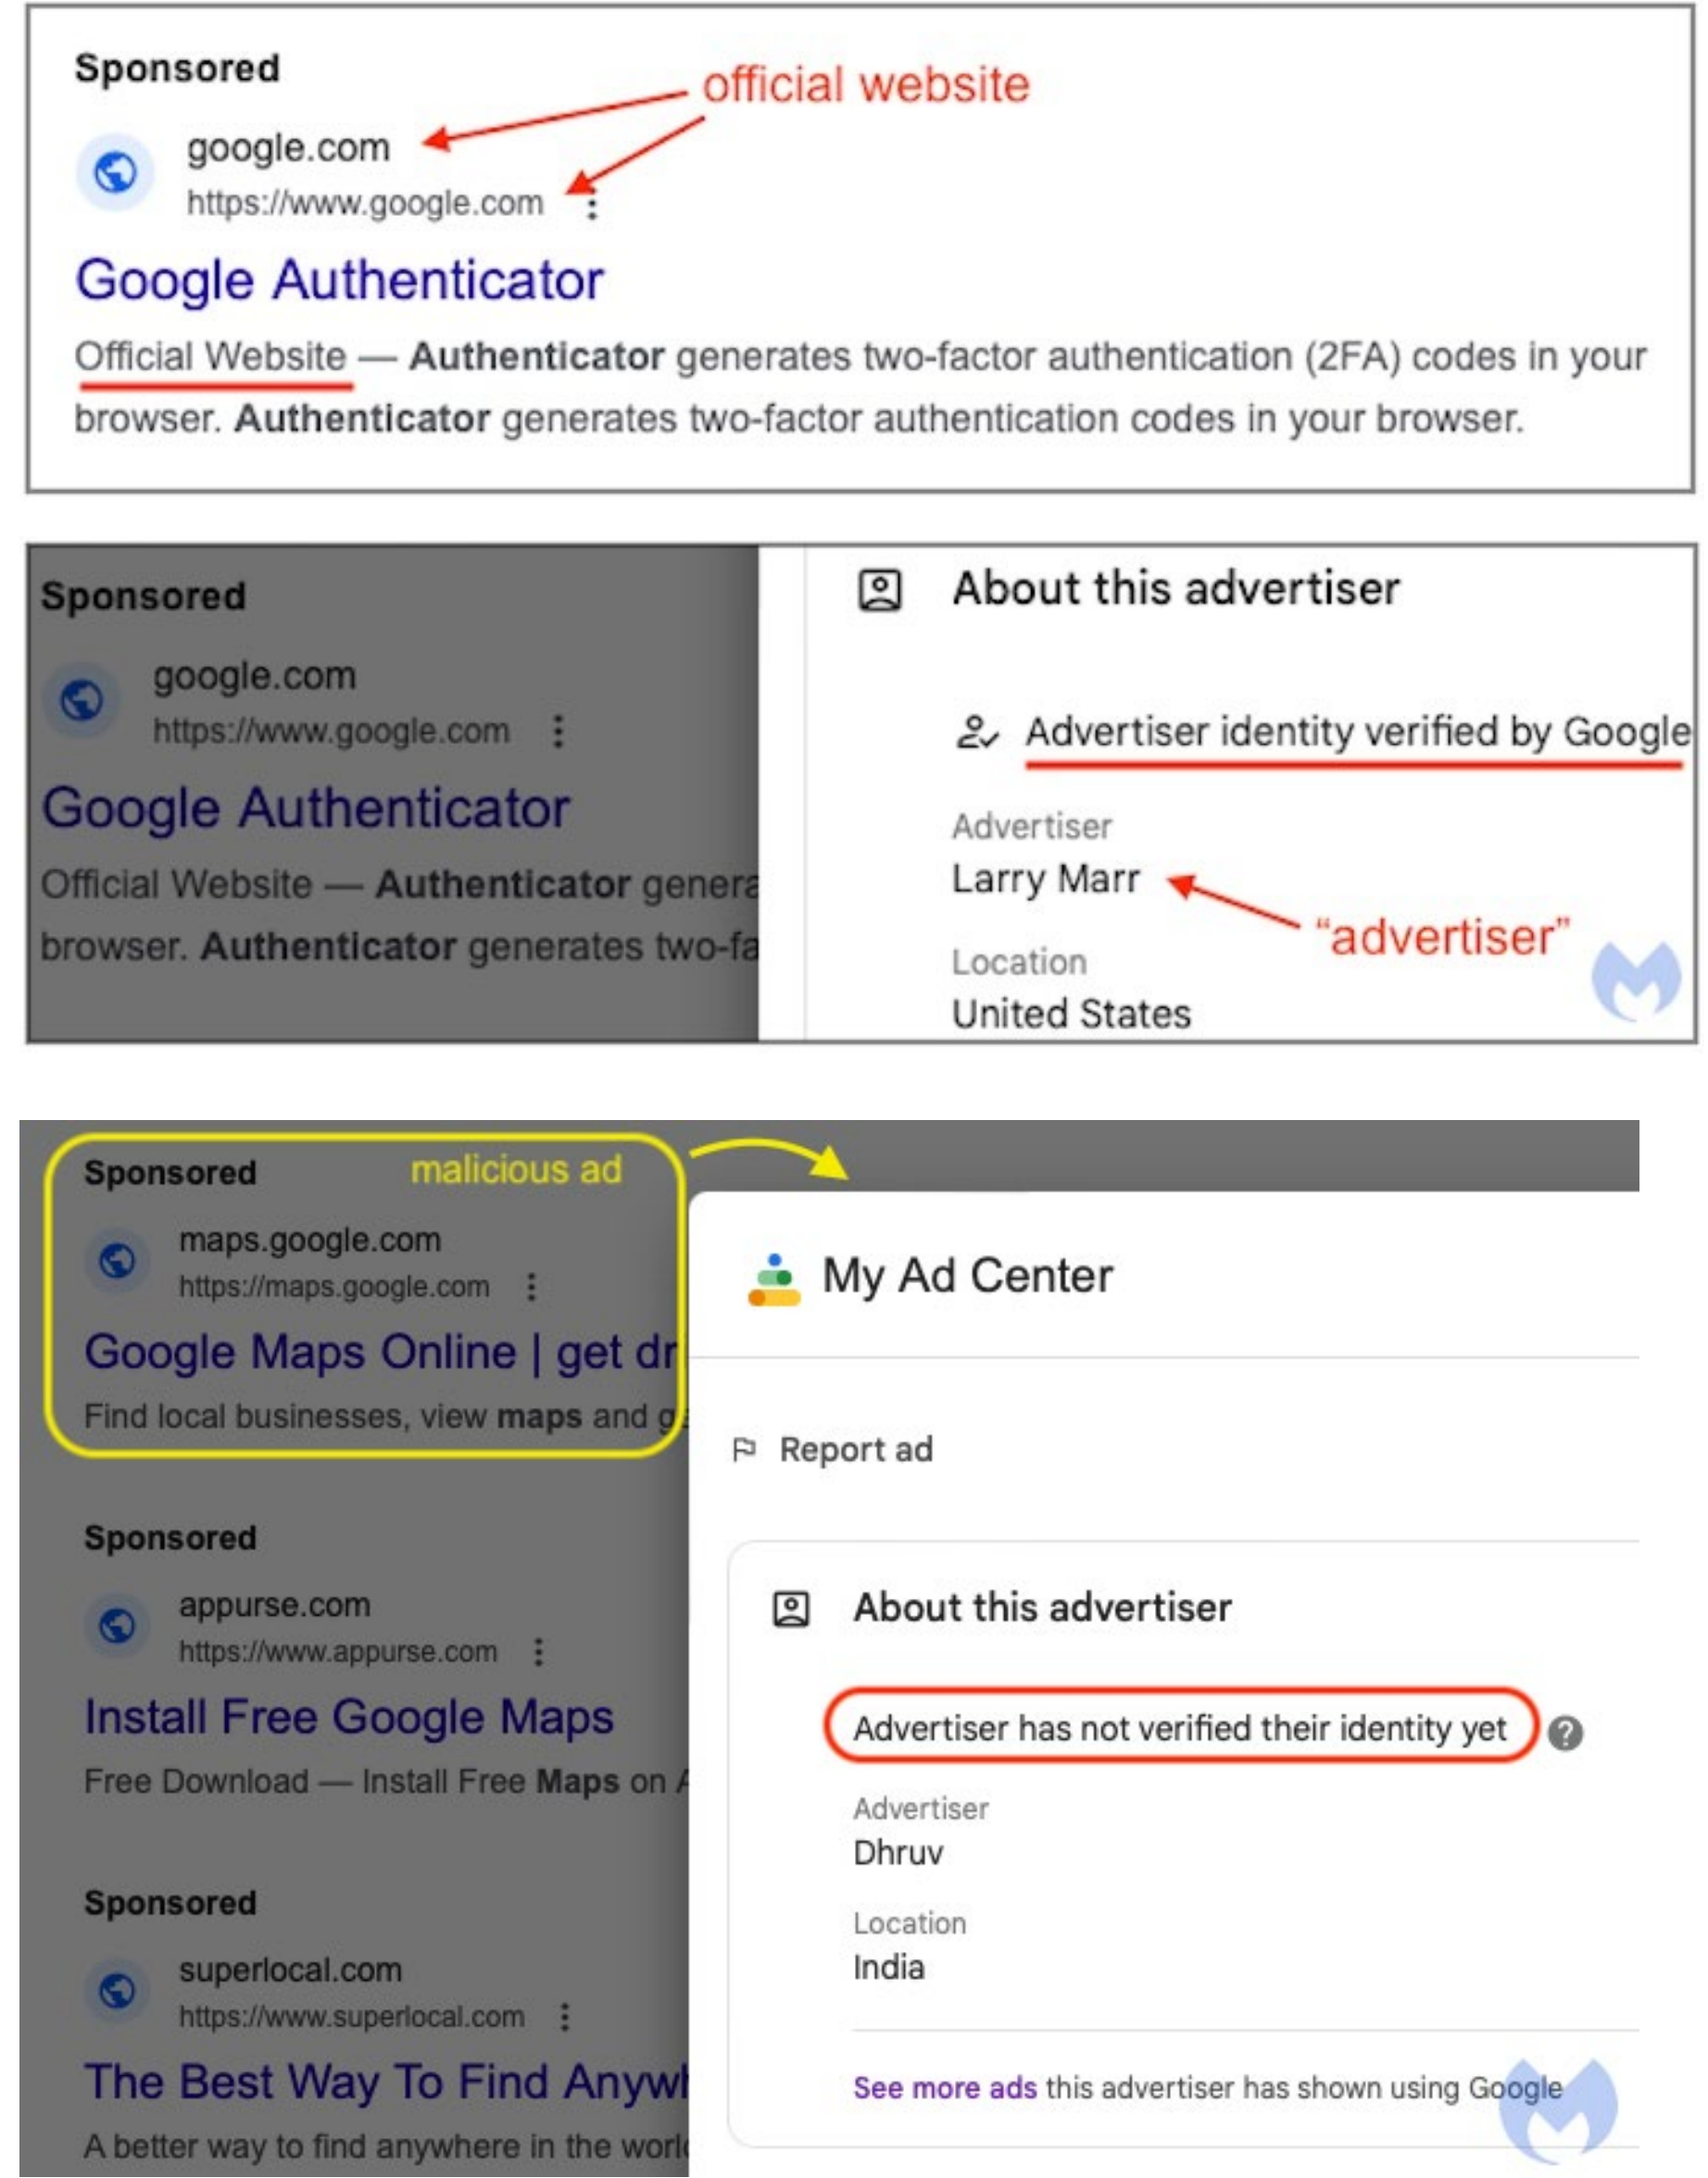 Sponsored
official website
google.com
https://www.google.com
Google Authenticator
Official Website — Authenticator generates two-factor authentication (2FA) codes in your
browser. Authenticator generates two-factor authentication codes in your browser.
Sponsored
google.com
https://www.google.com
Google Authenticator
Official Website — Authenticator genera
browser. Authenticator generates two-fa
About this advertiser
Advertiser identity verified by Google
Advertiser
Larry Marr
"advertiser"
Location
United States
Sponsored
malicious ad
maps.google.com
https://maps.google.com
Google Maps Online | get dr
Find local businesses, view maps and g
Sponsored
appurse.com
https://www.appurse.com
Install Free Google Maps
Free Download — Install Free Maps on A
Sponsored
superlocal.com
https://www.superlocal.com
The Best Way To Find Anywh
A better way to find anywhere in the worl
My Ad Center
Report ad
About this advertiser
Advertiser has not verified their identity yet
Advertiser
Dhruv
Location
India
See more ads this advertiser has shown using Google